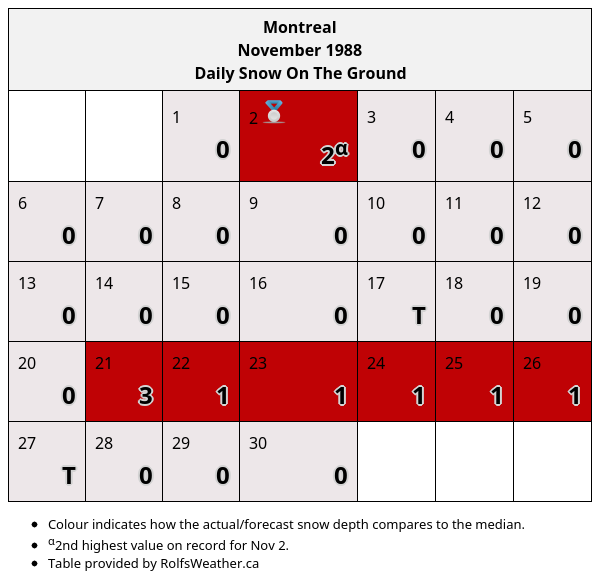 Montreal
November 1988
Daily Snow On The Ground
1 2 3 4 5
0 2α 0 0 0
6 7 8 9 10 11 12
0 0 0 0 0 0 0
13 14 15 16 17 18 19
0 0 0 0 T 0 0
20 21 22 23 24 25 26
0 3 1 1 1 1 1
27 28 29 30
T 0 0 0
• Colour indicates how the actual/forecast snow depth compares to the median.
• α2nd highest value on record for Nov 2.
• Table provided by RolfsWeather.ca